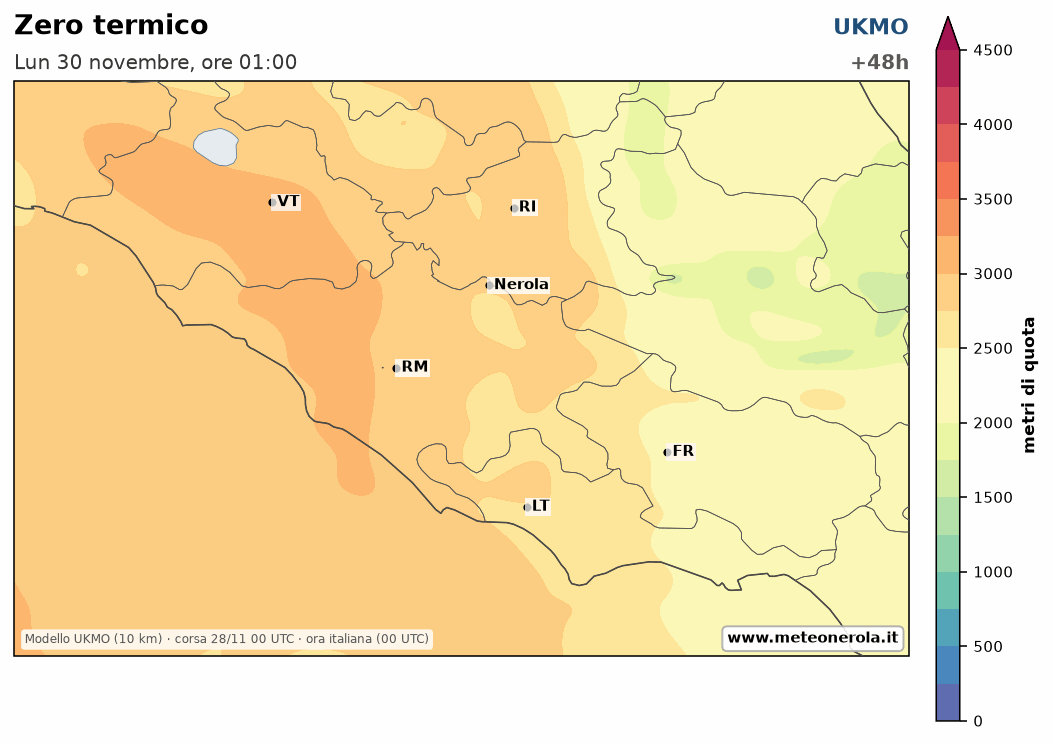 Zero termico
UKMO
Lun 30 novembre, ore 01:00
+48h
VT
RI
Nerola
RM
FR
LT
Modello UKMO (10 km) · corsa 28/11 00 UTC · ora italiana (00 UTC)
www.meteonerola.it
4500
4000
3500
3000
2500
2000
1500
1000
500
0
metri di quota